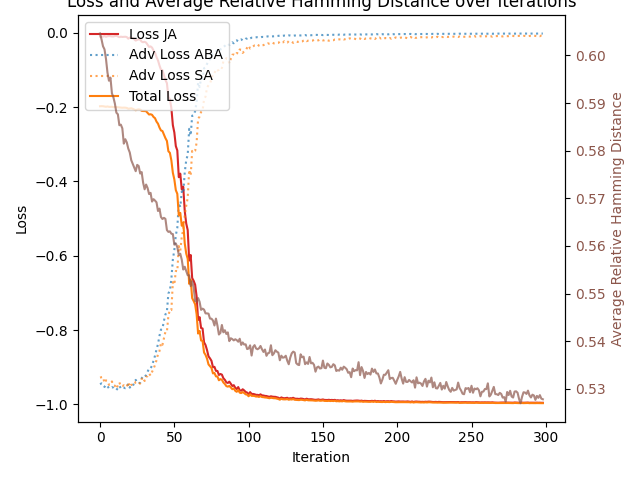 Loss and Average Relative Hamming Distance over Iterations
Loss JA
Adv Loss ABA
Adv Loss SA
Total Loss
0.0
−0.2
−0.4
−0.6
−0.8
−1.0
Loss
0
50
100
150
200
250
300
Iteration
0.60
0.59
0.58
0.57
0.56
0.55
0.54
0.53
Average Relative Hamming Distance